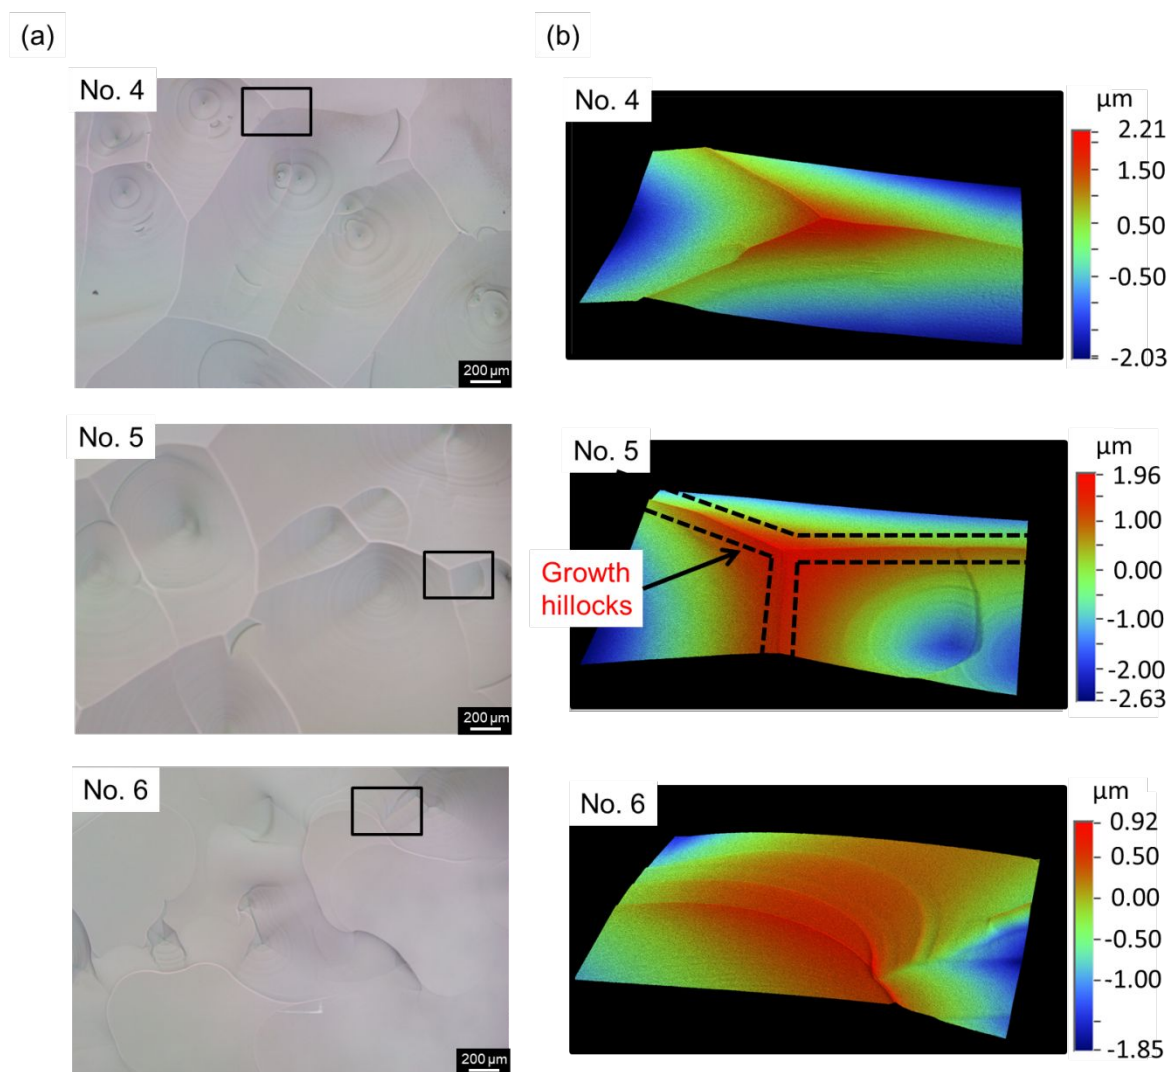 (a)
(b)
No. 4
200 µm
No. 4
µm
2.21
1.50
0.50
-0.50
-2.03
No. 5
200 µm
No. 5
Growth
hillocks
µm
1.96
1.00
0.00
-1.00
-2.00
-2.63
No. 6
200 µm
No. 6
µm
0.92
0.50
0.00
-0.50
-1.00
-1.85